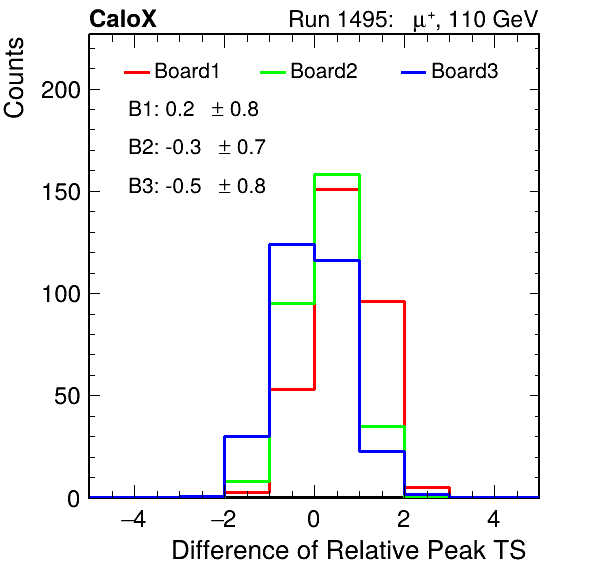 CaloX Run 1495: μ⁺, 110 GeV
Counts
Board1 Board2 Board3
B1: 0.2 ± 0.8
B2: -0.3 ± 0.7
B3: -0.5 ± 0.8
200
150
100
50
0
−4 −2 0 2 4
Difference of Relative Peak TS